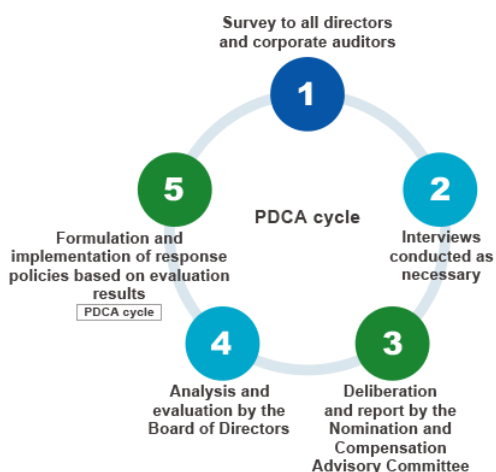 Survey to all directors
and corporate auditors
1
2
Interviews
conducted as
necessary
3
Deliberation
and report by the
Nomination and
Compensation
Advisory Committee
4
Analysis and
evaluation by the
Board of Directors
5
Formulation and
implementation of response
policies based on evaluation
results
PDCA cycle
PDCA cycle